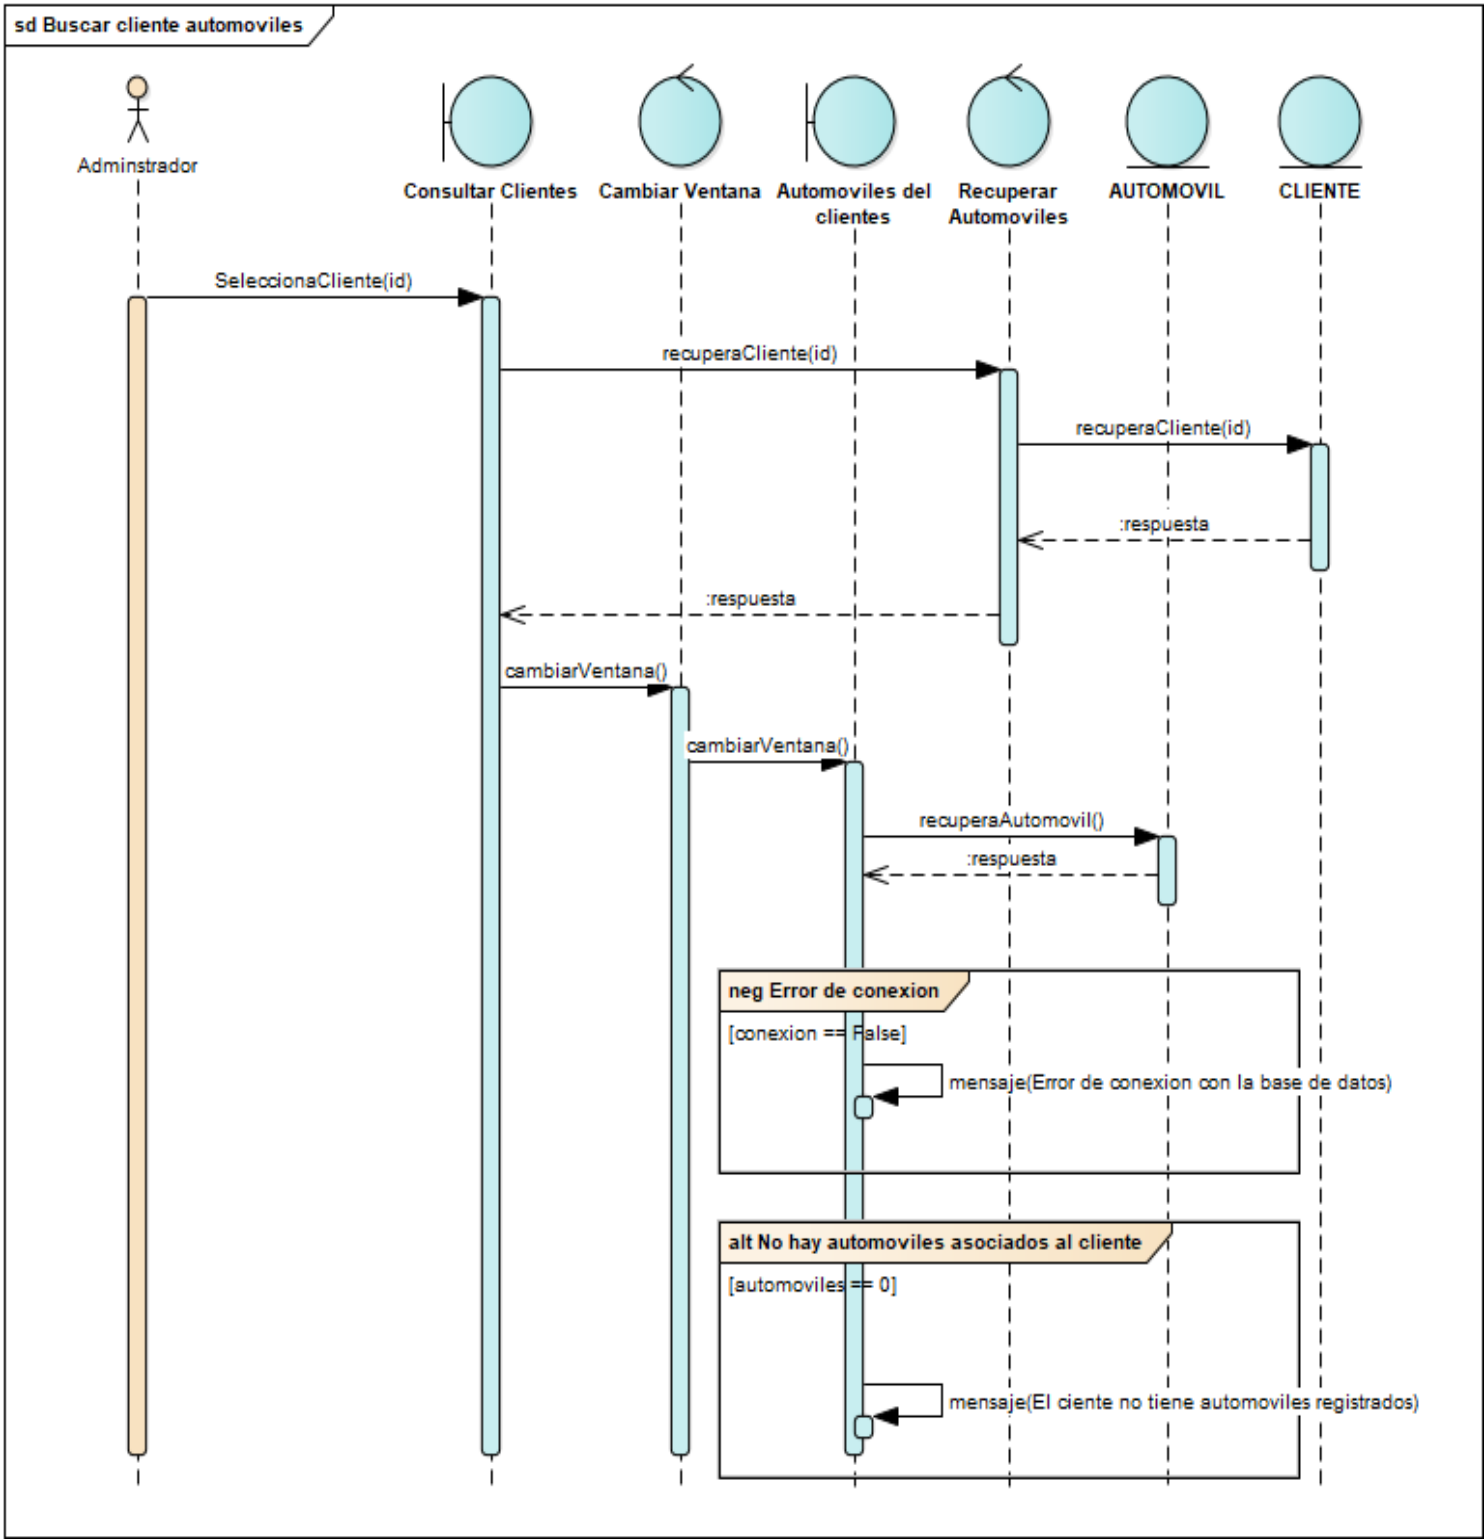 sd Buscar cliente automoviles
Adminstrador
Consultar Clientes
Cambiar Ventana
Automoviles del
clientes
Recuperar
Automoviles
AUTOMOVIL
CLIENTE
SeleccionaCliente(id)
recuperaCliente(id)
recuperaCliente(id)
:respuesta
:respuesta
cambiarVentana()
cambiarVentana()
recuperaAutomovil()
:respuesta
neg Error de conexion
[conexion == False]
mensaje(Error de conexion con la base de datos)
alt No hay automoviles asociados al cliente
[automoviles == 0]
mensaje(El ciente no tiene automoviles registrados)